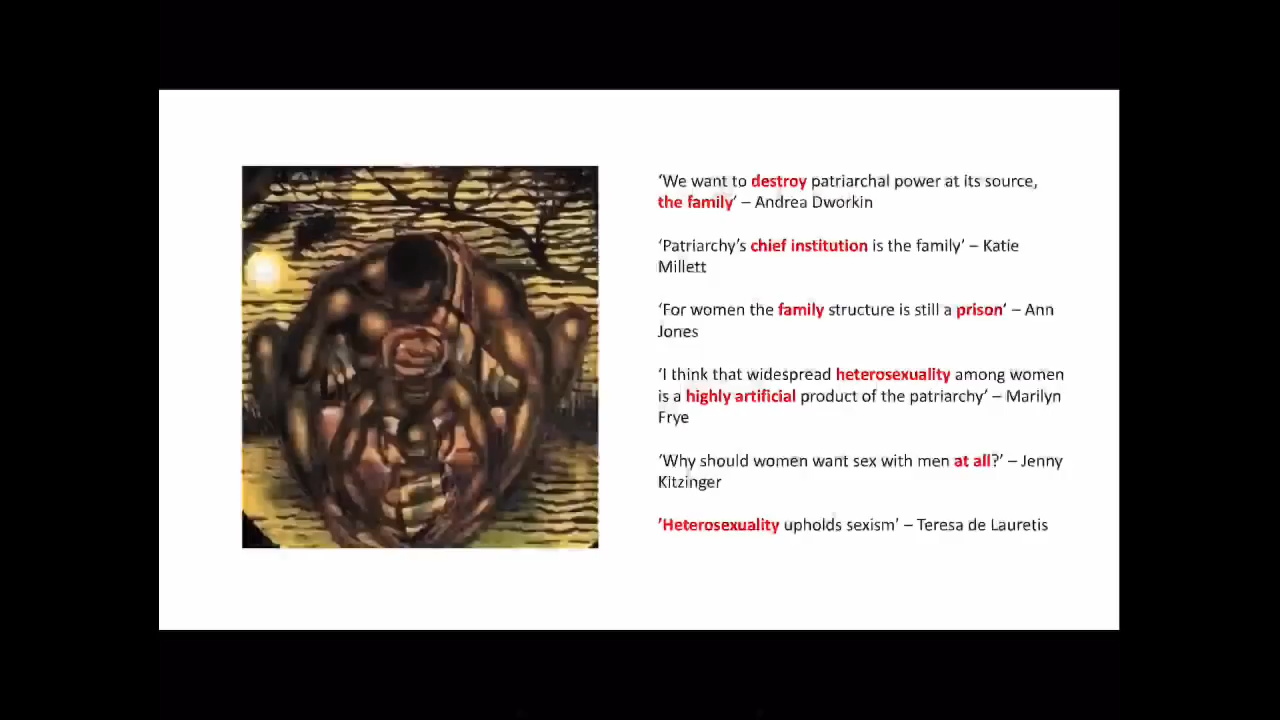 ‘We want to destroy patriarchal power at its source,
the family’ – Andrea Dworkin
‘Patriarchy’s chief institution is the family’ – Katie
Millett
‘For women the family structure is still a prison’ – Ann
Jones
‘I think that widespread heterosexuality among women
is a highly artificial product of the patriarchy’ – Marilyn
Frye
‘Why should women want sex with men at all?’ – Jenny
Kitzinger
’Heterosexuality upholds sexism’ – Teresa de Lauretis